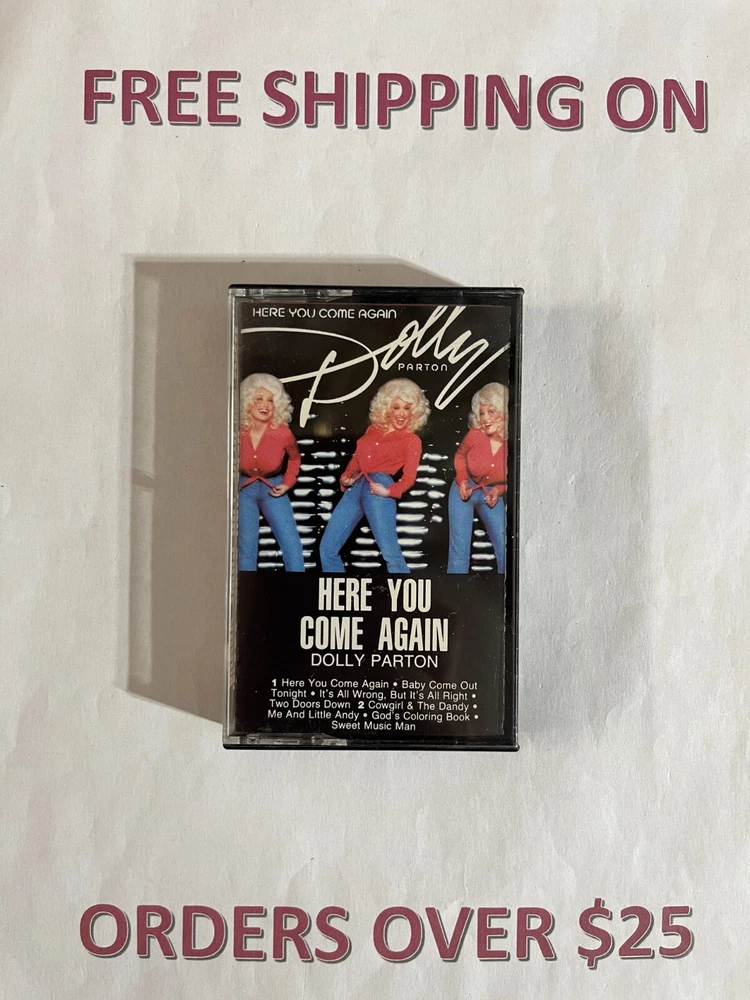 FREE SHIPPING ON
HERE YOU COME AGAIN
Dolly
PARTON
HERE YOU
COME AGAIN
DOLLY PARTON
1 Here You Come Again • Baby Come Out
Tonight • It's All Wrong, But It's All Right •
Two Doors Down 2 Cowgirl & The Dandy •
Me And Little Andy • God's Coloring Book •
Sweet Music Man
ORDERS OVER $25